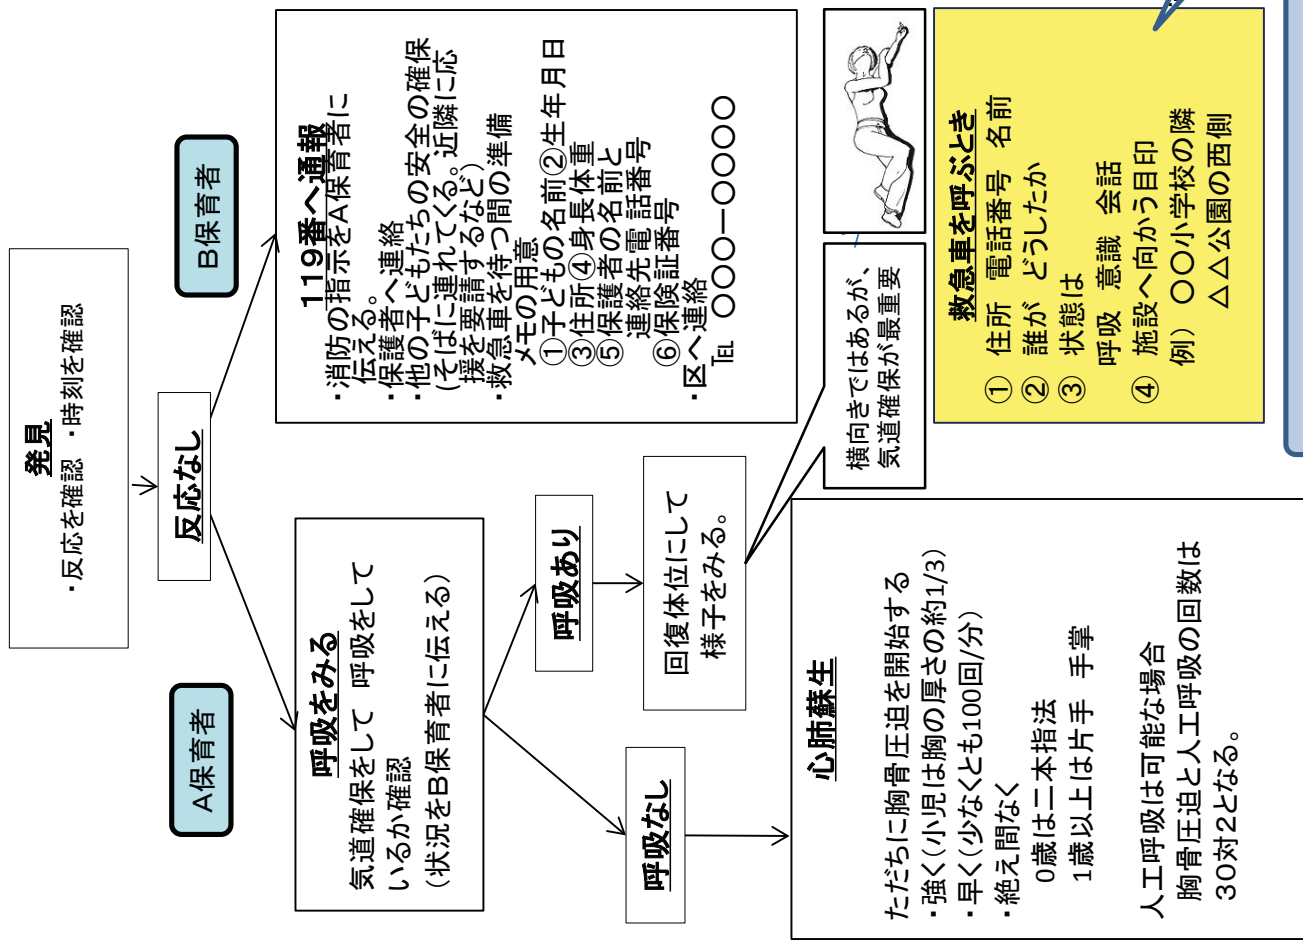 発見
・反応を確認 ・時刻を確認
反応なし
A保育者
B保育者
呼吸をみる
気道確保をして 呼吸をして
いるか確認
(状況をB保育者に伝える)
119番へ通報
・消防の指示をA保育者に
伝える。
・保護者へ連絡
・他の子どもたちの安全の確保
(そばに連れてくる。近隣に応
援を要請するなど)
・救急車を待つ間の準備
メモの用意
①子どもの名前②生年月日
③住所④身長体重
⑤保護者の名前と
連絡先電話番号
⑥保険証番号
・区へ連絡
℡ ○○○ー○○○○
呼吸なし
呼吸あり
回復体位にして
様子をみる。
横向きではあるが、
気道確保が最重要
心肺蘇生
ただちに胸骨圧迫を開始する
・強く(小児は胸の厚さの約1/3)
・早く(少なくとも100回/分)
・絶え間なく
0歳は二本指法
1歳以上は片手 手掌
人工呼吸は可能な場合
胸骨圧迫と人工呼吸の回数は
30対2となる。
救急車を呼ぶとき
① 住所 電話番号 名前
② 誰が どうしたか
③ 状態は
呼吸 意識 会話
④ 施設へ向かう目印
例) ○○小学校の隣
△△公園の西側